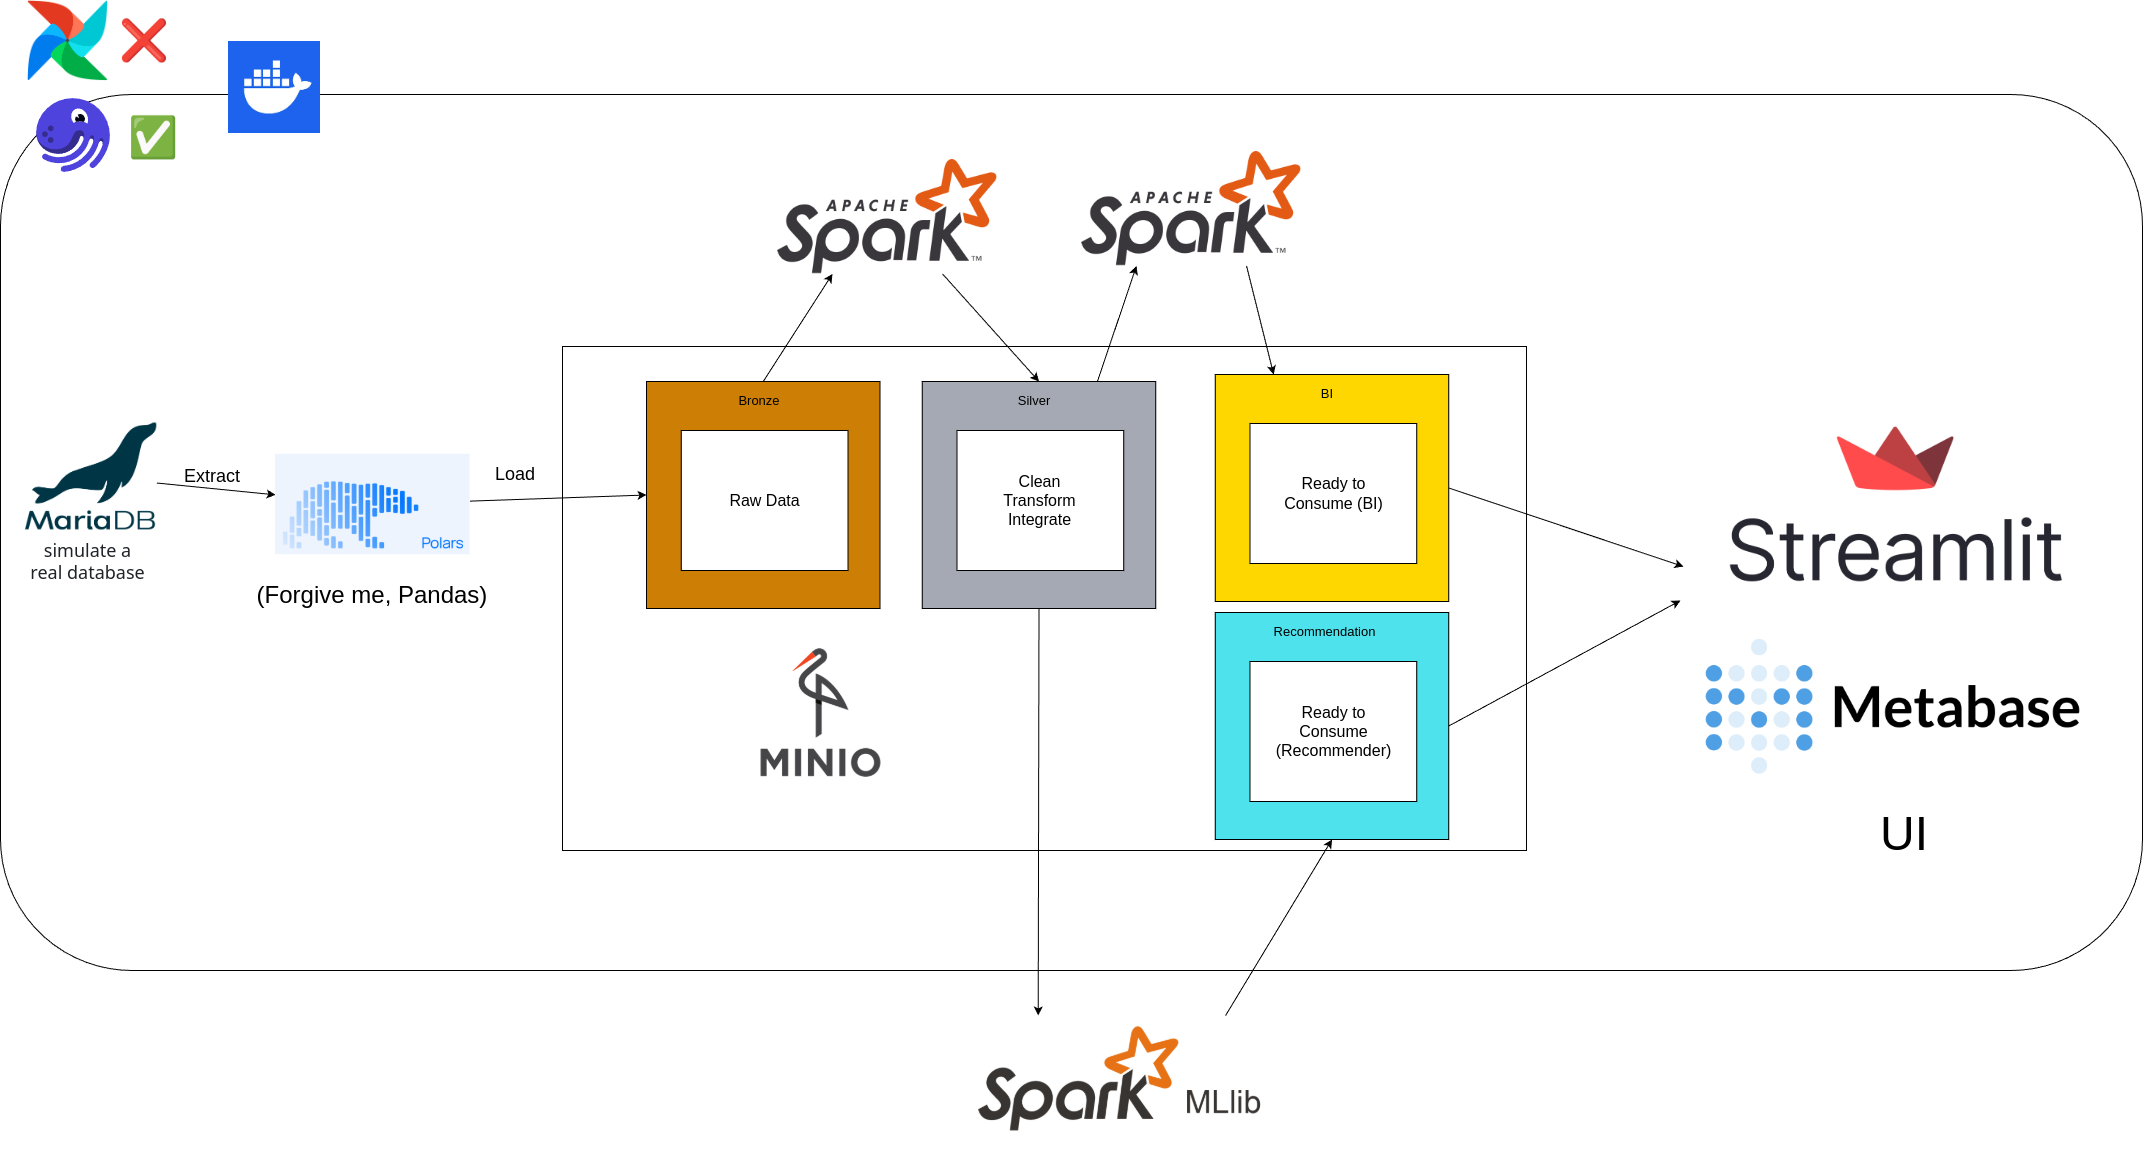 APACHE
Spark™
APACHE
Spark™
Bronze
Raw Data
Silver
Clean
Transform
Integrate
BI
Ready to
Consume (BI)
Extract
Load
MariaDB
simulate a
real database
Polars
(Forgive me, Pandas)
MINIO
Recommendation
Ready to
Consume
(Recommender)
Streamlit
Metabase
UI
Spark MLlib